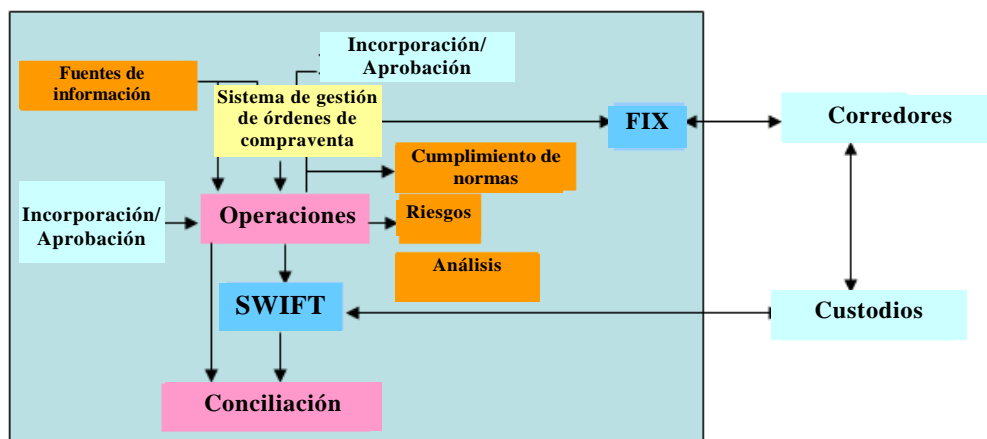 Incorporación/
Aprobación
Fuentes de
información
Sistema de gestión
de órdenes de
compraventa
FIX
Corredores
Cumplimiento de
normas
Incorporación/
Aprobación
Operaciones
Riesgos
Análisis
SWIFT
Custodios
Conciliación